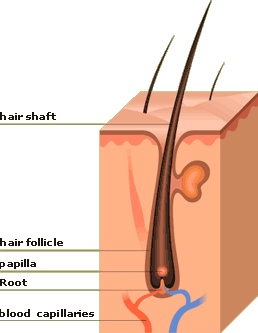 hair shaft
hair follicle
papilla
Root
blood capillaries